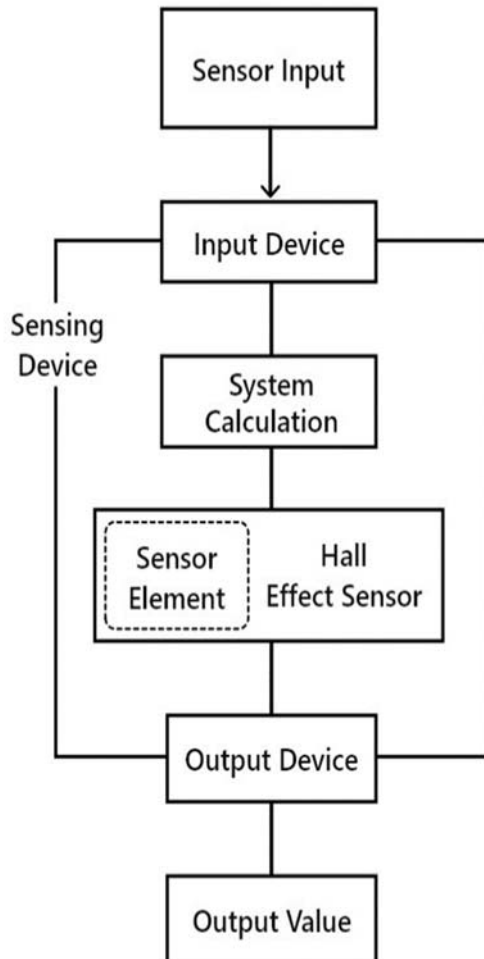 Sensor Input
Input Device
Sensing
Device
System
Calculation
Sensor
Element
Hall
Effect Sensor
Output Device
Output Value